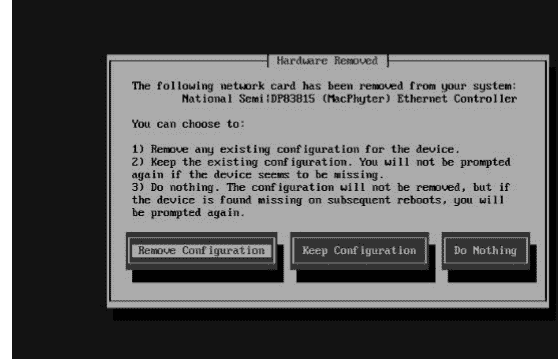 Hardware Removed
The following network card has been removed from your system:
National Semi|DP83815 (MacPhyter) Ethernet Controller
You can choose to:
1) Remove any existing configuration for the device.
2) Keep the existing configuration. You will not be prompted
again if the device seems to be missing.
3) Do nothing. The configuration will not be removed, but if
the device is found missing on subsequent reboots, you will
be prompted again.
Remove Configuration Keep Configuration Do Nothing